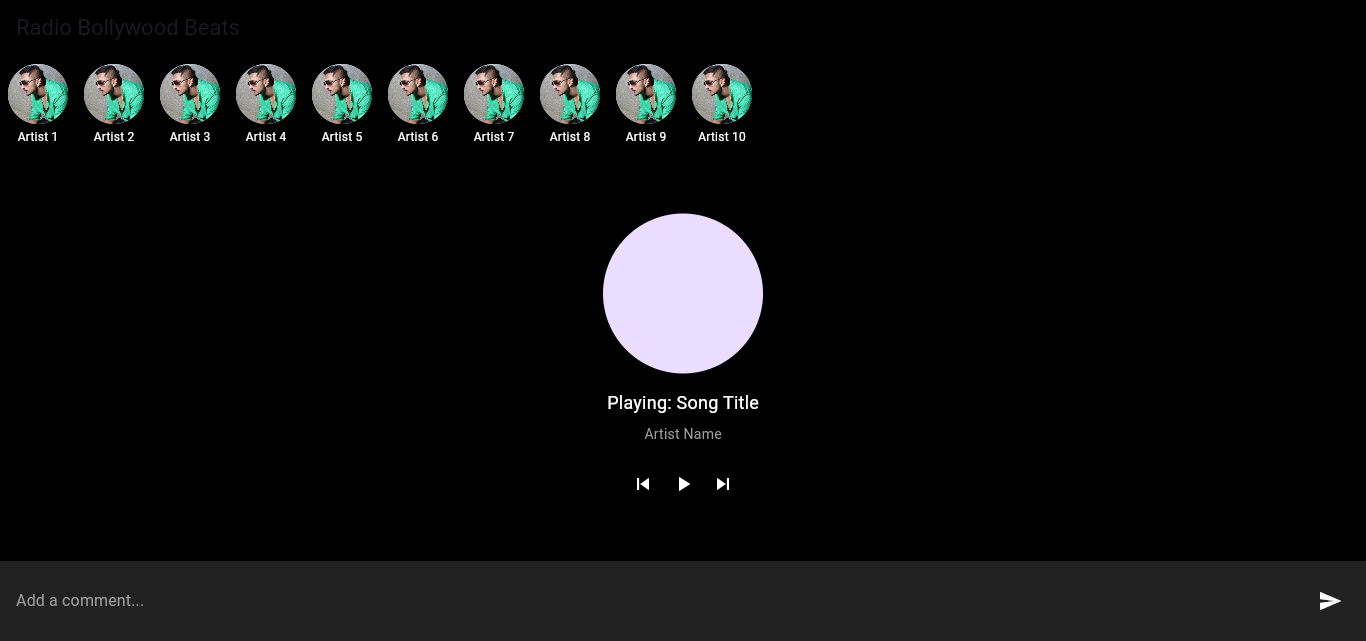 Radio Bollywood Beats
Artist 1 Artist 2 Artist 3 Artist 4 Artist 5 Artist 6 Artist 7 Artist 8 Artist 9 Artist 10
Playing: Song Title
Artist Name
Add a comment...